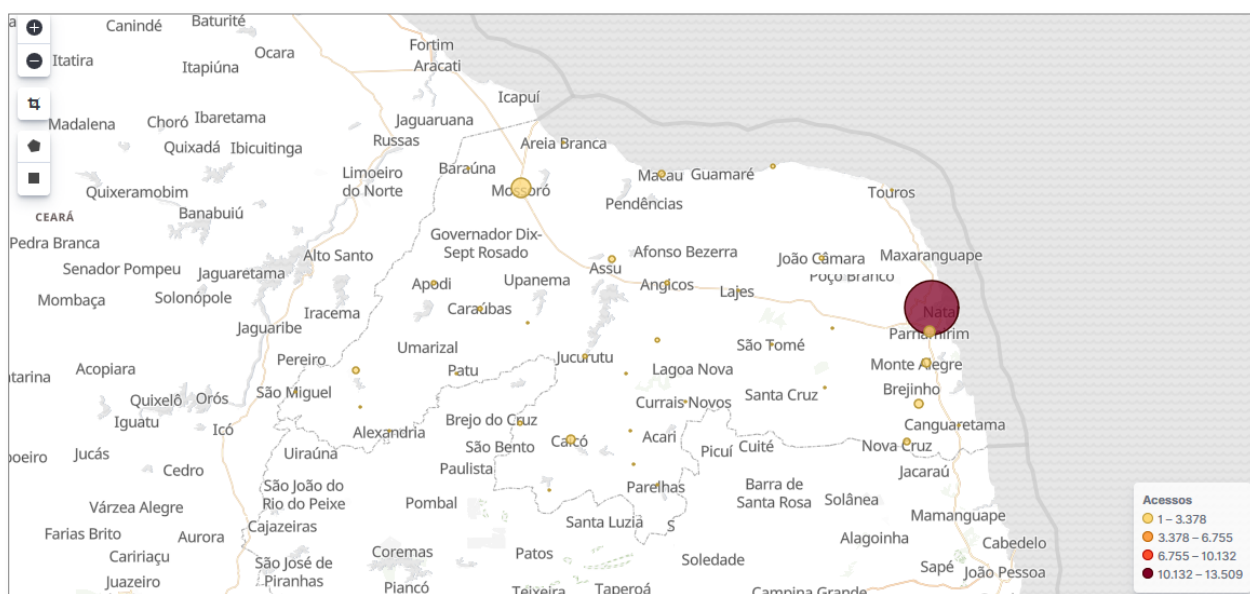 Canindé
Baturité
Itatira
Ocara
Itapiúna
Fortim
Aracati
Icapuí
Madalena
Choró
Ibaretama
Jaguaruana
Quixadá
Ibicuitinga
Russas
Areia Branca
Quixeramobim
Limoeiro
do Norte
Baraúna
Mossoró
Macau
Guamaré
Touros
Pendências
CEARÁ
Banabuiú
Pedra Branca
Governador Dix-
Sept Rosado
Afonso Bezerra
João Câmara
Maxaranguape
Alto Santo
Senador Pompeu
Jaguaretama
Assu
Poço Branco
Apodi
Upanema
Angicos
Lajes
Mombaça
Solonópole
Iracema
Caraúbas
Natal
Jaguaribe
Parnamirim
Umarizal
São Tomé
Pereiro
Jucurutu
Acopiara
Patu
Lagoa Nova
Monte Alegre
atarina
São Miguel
Brejinho
Quixelô
Orós
Currais Novos
Santa Cruz
Iguatu
Icó
Brejo do Cruz
Canguaretama
Alexandria
Caicó
Acari
São Bento
Picuí
Cuité
Nova Cruz
poeiro
Jucás
Uiraúna
Cedro
Paulista
Jacaraú
São João do
Rio do Peixe
Parelhas
Barra de
Santa Rosa
Várzea Alegre
Pombal
Solânea
Mamanguape
Santa Luzia
S
Farias Brito
Aurora
Cajazeiras
Alagoinha
Cabedelo
Caririaçu
Coremas
Patos
Soledade
São José de
Piranhas
Sapé
João Pessoa
Juazeiro
Piancó
Teixeira
Taperoá
Campina Grande
Acessos
1 – 3.378
3.378 – 6.755
6.755 – 10.132
10.132 – 13.509